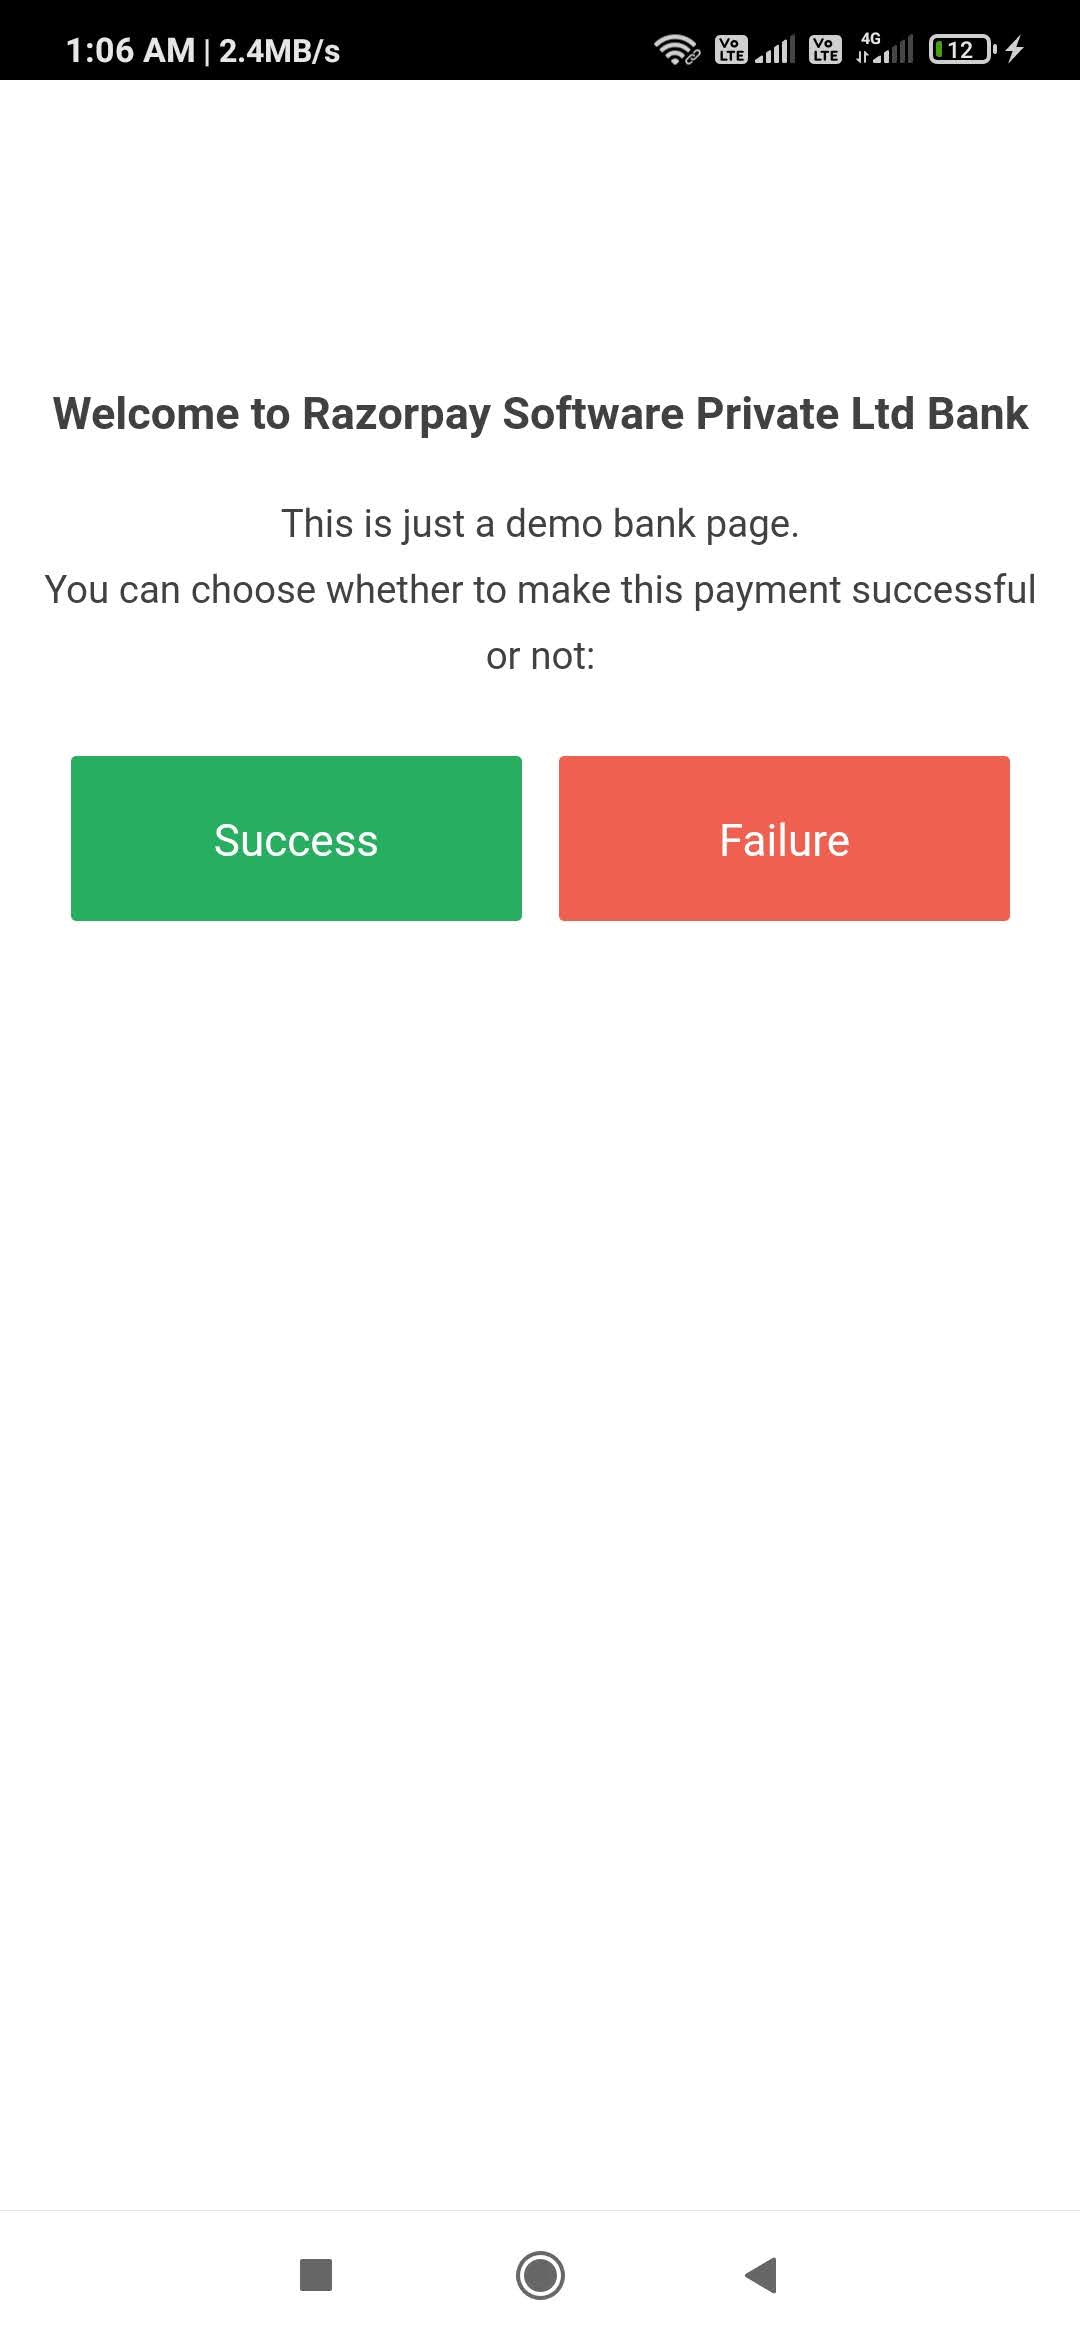 1:06 AM | 2.4MB/s
Vo LTE Vo LTE 4G 12
Welcome to Razorpay Software Private Ltd Bank
This is just a demo bank page.
You can choose whether to make this payment successful
or not:
Success Failure